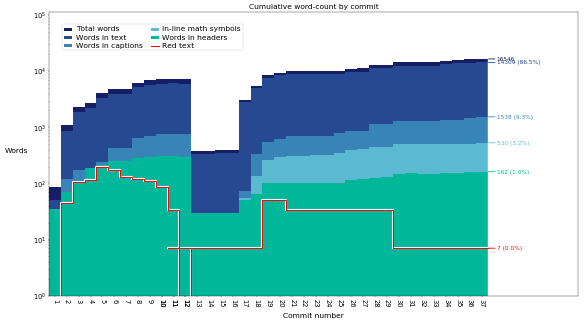 Cumulative word-count by commit
Total words
Words in text
Words in captions
In-line math symbols
Words in headers
Red text
Words
10⁵
10⁴
10³
10²
10¹
10⁰
16546
14309 (86.5%)
1538 (9.3%)
530 (3.2%)
162 (1.0%)
7 (0.0%)
1 2 3 4 5 6 7 8 9 10 11 12 13 14 15 16 17 18 19 20 21 22 23 24 25 26 27 28 29 30 31 32 33 34 35 36 37
Commit number